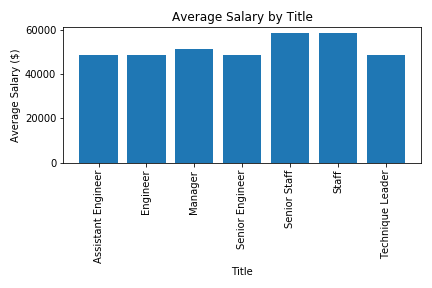 Average Salary by Title
Average Salary ($)
60000
40000
20000
0
Assistant Engineer
Engineer
Manager
Senior Engineer
Senior Staff
Staff
Technique Leader
Title